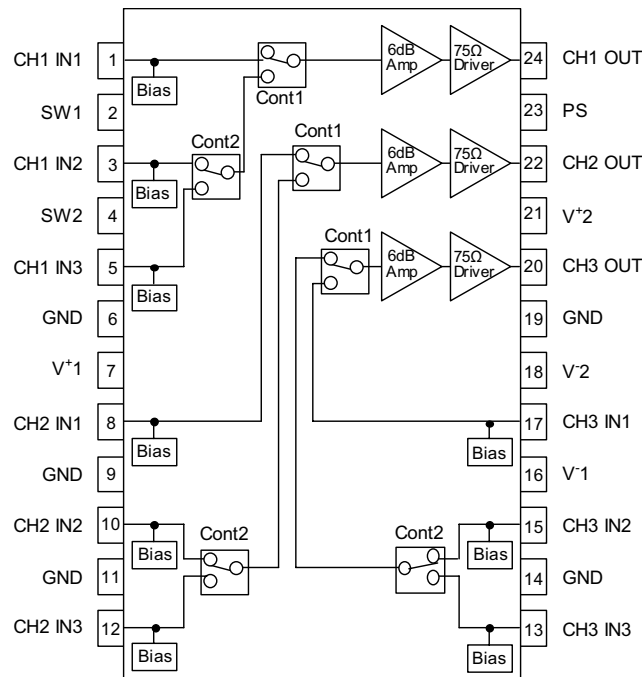 CH1 IN1 1 Bias Cont1 6dB Amp 75Ω Driver 24 CH1 OUT
SW1 2 23 PS
CH1 IN2 3 Bias Cont2 Cont1 6dB Amp 75Ω Driver 22 CH2 OUT
SW2 4 21 V+2
CH1 IN3 5 Bias Cont1 6dB Amp 75Ω Driver 20 CH3 OUT
GND 6 19 GND
V+1 7 18 V-2
CH2 IN1 8 Bias Bias 17 CH3 IN1
GND 9 16 V-1
CH2 IN2 10 Bias Cont2 Cont2 Bias 15 CH3 IN2
GND 11 14 GND
CH2 IN3 12 Bias Bias 13 CH3 IN3